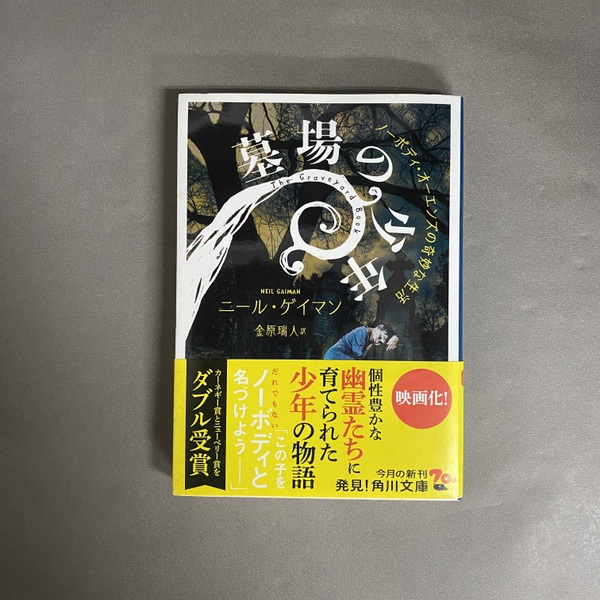 墓場の少年
The Graveyard Book
ノーボディ・オーエンズの奇妙な生活
NEIL GAIMAN
ニール・ゲイマン
金原瑞人 訳
映画化!
個性豊かな
幽霊たちに
育てられた
少年の物語
「この子を
ノーボディと
だれでもない
名づけよう——」
カーネギー賞とニューベリー賞を
ダブル受賞
今月の新刊
発見!角川文庫
70th